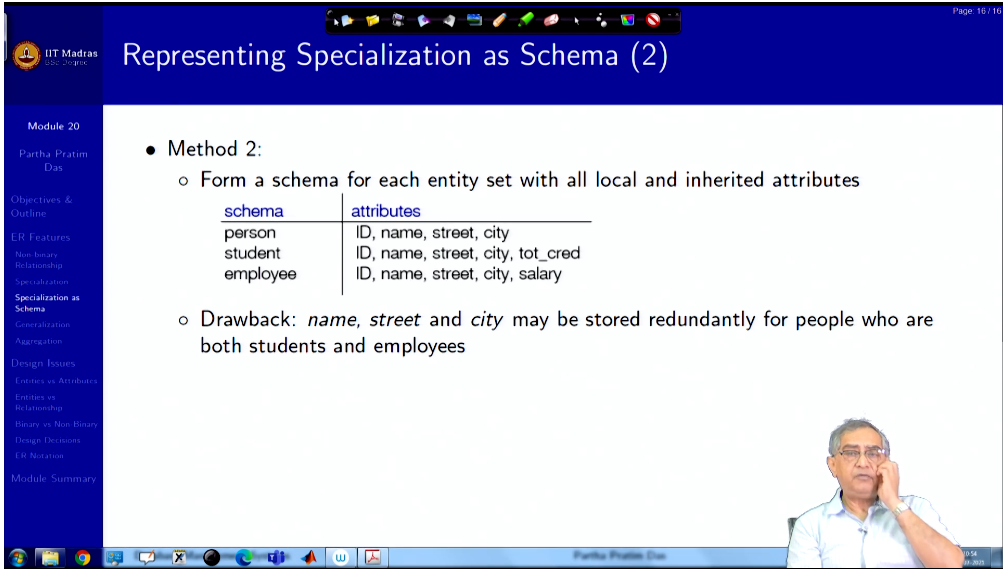 Page: 16 / 16
IIT Madras
BSc Degree
Representing Specialization as Schema (2)
Module 20
Partha Pratim
Das
Objectives &
Outline
ER Features
Non-binary
Relationship
Specialization
Specialization as
Schema
Generalization
Aggregation
Design Issues
Entities vs Attributes
Entities vs
Relationship
Binary vs Non-Binary
Design Decisions
ER Notation
Module Summary
• Method 2:
○ Form a schema for each entity set with all local and inherited attributes
schema attributes
person ID, name, street, city
student ID, name, street, city, tot_cred
employee ID, name, street, city, salary
○ Drawback: name, street and city may be stored redundantly for people who are
both students and employees
Partha Pratim Das